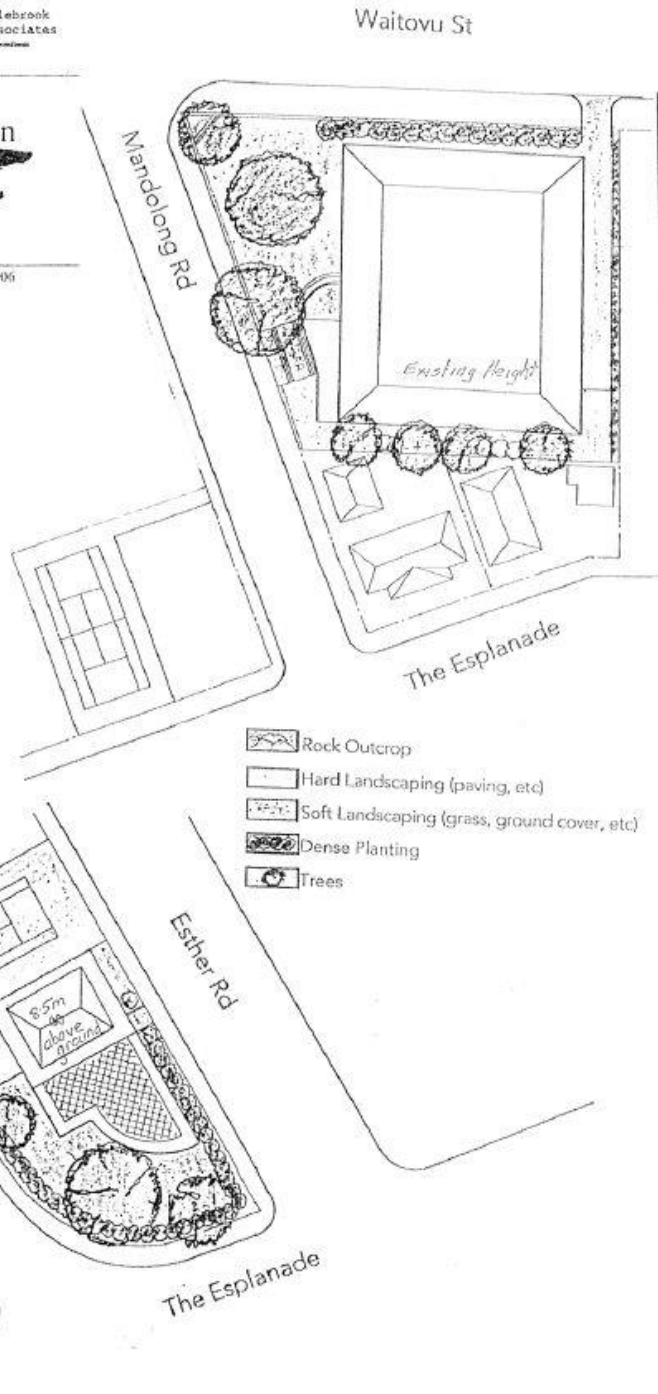 Waitovu St
Mandolong Rd
Existing Height
The Esplanade
Rock Outcrop
Hard Landscaping (paving, etc)
Soft Landscaping (grass, ground cover, etc)
Dense Planting
Trees
Esther Rd
8.5m
above
ground
The Esplanade